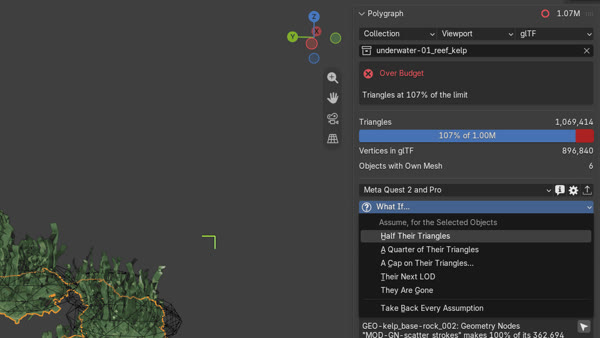 Polygraph
1.07M
Collection
Viewport
glTF
underwater-01_reef_kelp
Over Budget
Triangles at 107% of the limit
Triangles
1,069,414
107% of 1.00M
Vertices in glTF
896,840
Objects with Own Mesh
6
Meta Quest 2 and Pro
What If...
Assume, for the Selected Objects
Half Their Triangles
A Quarter of Their Triangles
A Cap on Their Triangles...
Their Next LOD
They Are Gone
Take Back Every Assumption
GEO-kelp_base-rock_002: Geometry Nodes
"MOD-GN-scatter_strokes" makes 100% of its 362,694
Z
Y
X